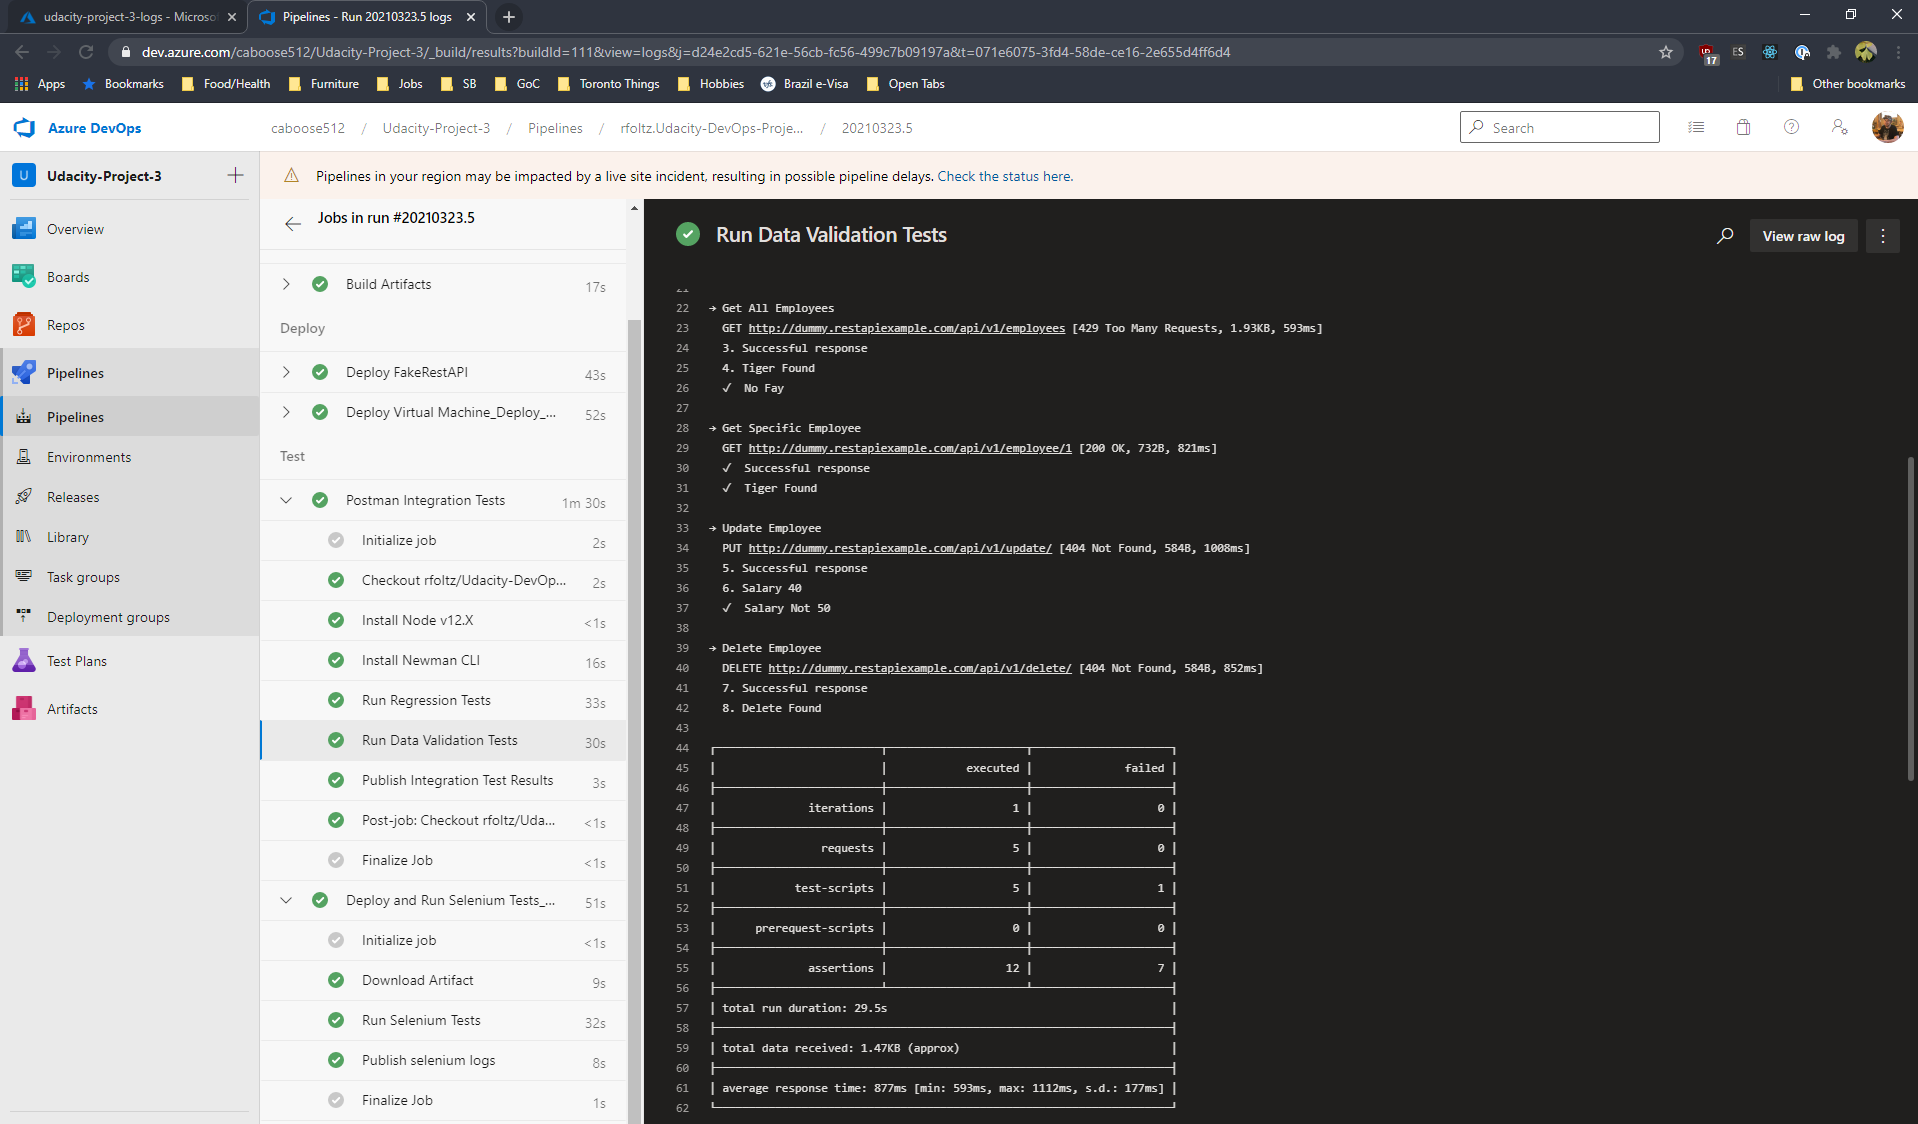 udacity-project-3-logs - Microso
Pipelines - Run 20210323.5 logs
dev.azure.com/caboose512/Udacity-Project-3/_build/results?buildId=111&view=logs&j=d24e2cd5-621e-56cb-fc56-499c7b09197a&t=071e6075-3fd4-58de-ce16-2e655d4ff6d4
17
ES
Apps Bookmarks Food/Health Furniture Jobs SB GoC Toronto Things Hobbies Brazil e-Visa Open Tabs Other bookmarks
Azure DevOps
caboose512 / Udacity-Project-3 / Pipelines / rfoltz.Udacity-DevOps-Proje... / 20210323.5
Search
U Udacity-Project-3
Overview
Boards
Repos
Pipelines
Pipelines
Environments
Releases
Library
Task groups
Deployment groups
Test Plans
Artifacts
Pipelines in your region may be impacted by a live site incident, resulting in possible pipeline delays. Check the status here.
Jobs in run #20210323.5
Build Artifacts 17s
Deploy
Deploy FakeRestAPI 43s
Deploy Virtual Machine_Deploy_... 52s
Test
Postman Integration Tests 1m 30s
Initialize job 2s
Checkout rfoltz/Udacity-DevOp... 2s
Install Node v12.X <1s
Install Newman CLI 16s
Run Regression Tests 33s
Run Data Validation Tests 30s
Publish Integration Test Results 3s
Post-job: Checkout rfoltz/Uda... <1s
Finalize Job <1s
Deploy and Run Selenium Tests_... 51s
Initialize job <1s
Download Artifact 9s
Run Selenium Tests 32s
Publish selenium logs 8s
Finalize Job 1s
Run Data Validation Tests
View raw log
21
22 → Get All Employees
23 GET http://dummy.restapiexample.com/api/v1/employees [429 Too Many Requests, 1.93KB, 593ms]
24 3. Successful response
25 4. Tiger Found
26 √ No Fay
27
28 → Get Specific Employee
29 GET http://dummy.restapiexample.com/api/v1/employee/1 [200 OK, 732B, 821ms]
30 √ Successful response
31 √ Tiger Found
32
33 → Update Employee
34 PUT http://dummy.restapiexample.com/api/v1/update/ [404 Not Found, 584B, 1008ms]
35 5. Successful response
36 6. Salary 40
37 √ Salary Not 50
38
39 → Delete Employee
40 DELETE http://dummy.restapiexample.com/api/v1/delete/ [404 Not Found, 584B, 852ms]
41 7. Successful response
42 8. Delete Found
43
44
45 executed failed
46
47 iterations 1 0
48
49 requests 5 0
50
51 test-scripts 5 1
52
53 prerequest-scripts 0 0
54
55 assertions 12 7
56
57 total run duration: 29.5s
58
59 total data received: 1.47KB (approx)
60
61 average response time: 877ms [min: 593ms, max: 1112ms, s.d.: 177ms]
62